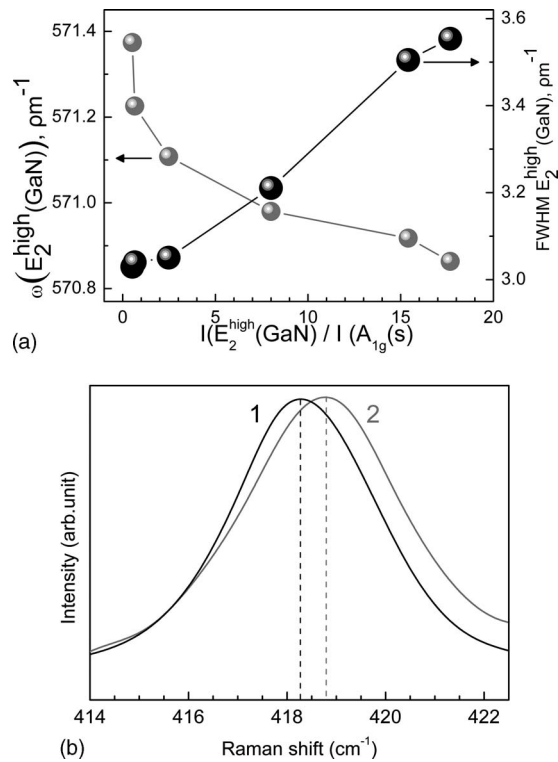 571.4
571.2
571.0
570.8
ω(E₂ʰⁱᵍʰ(GaN)), ρm⁻¹
3.6
3.4
3.2
3.0
FWHM E₂ʰⁱᵍʰ(GaN), ρm⁻¹
0 5 10 15 20
(a)
I(E₂ʰⁱᵍʰ(GaN) / I (A₁g(s)
1 2
Intensity (arb.unit)
414 416 418 420 422
(b)
Raman shift (cm⁻¹)